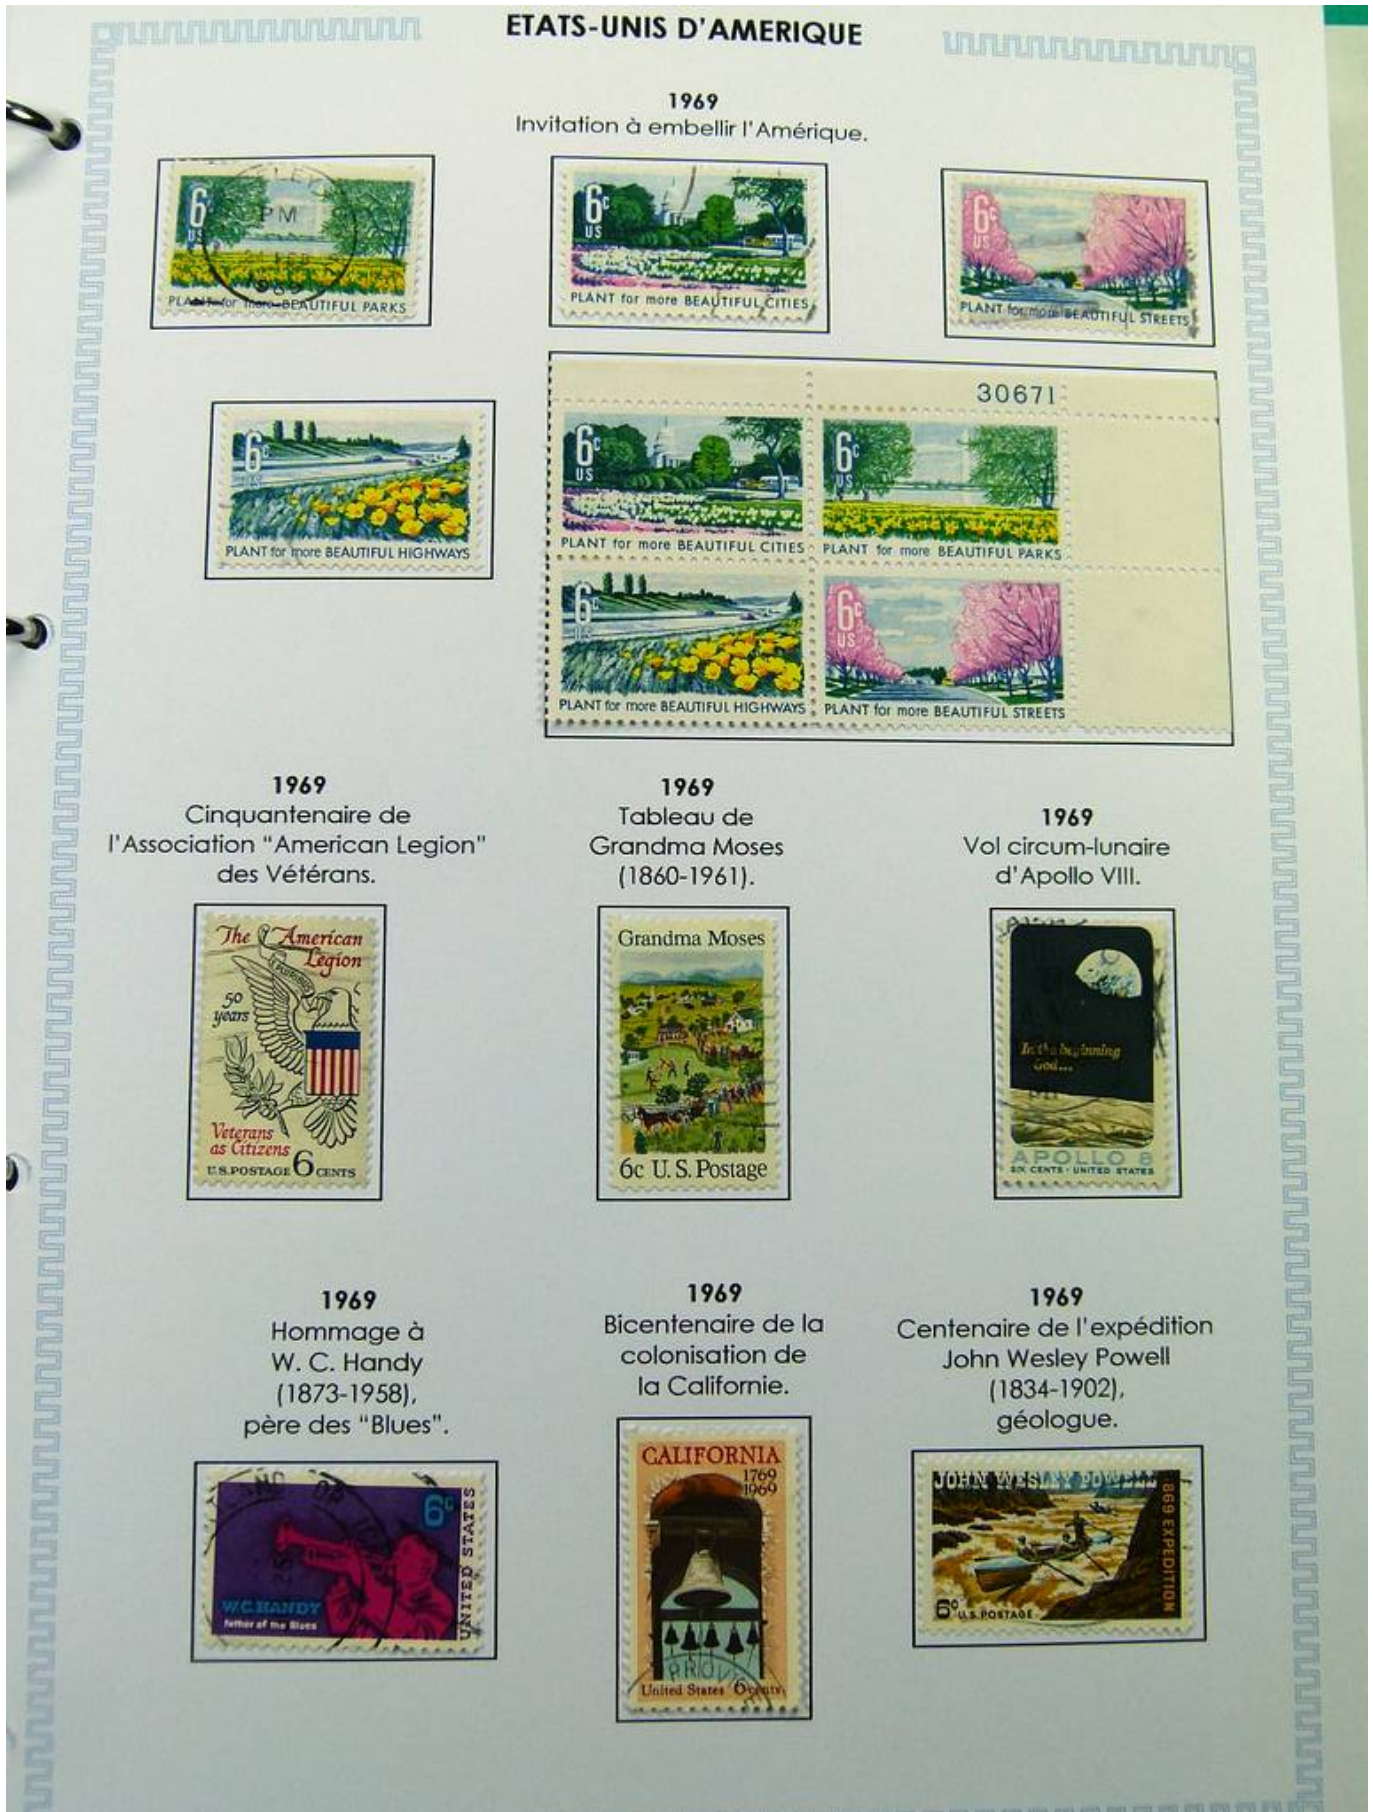 ETATS-UNIS D'AMERIQUE
1969
Invitation à embellir l'Amérique.
6c
US
PM
PLANT for more BEAUTIFUL PARKS
6c
US
PLANT for more BEAUTIFUL CITIES
6c
US
PLANT for more BEAUTIFUL STREETS
6c
PLANT for more BEAUTIFUL HIGHWAYS
30671
6c
US
PLANT for more BEAUTIFUL CITIES
6c
US
PLANT for more BEAUTIFUL PARKS
6c
US
PLANT for more BEAUTIFUL HIGHWAYS
6c
US
PLANT for more BEAUTIFUL STREETS
1969
Cinquantenaire de
l'Association "American Legion"
des Vétérans.
The American
Legion
50
years
Veterans
as Citizens
U.S.POSTAGE 6 CENTS
1969
Tableau de
Grandma Moses
(1860-1961).
Grandma Moses
6c U.S. Postage
1969
Vol circum-lunaire
d'Apollo VIII.
In the beginning
God...
APOLLO 8
SIX CENTS · UNITED STATES
1969
Hommage à
W. C. Handy
(1873-1958),
père des "Blues".
6c
UNITED STATES
W.C.HANDY
Father of the Blues
1969
Bicentenaire de la
colonisation de
la Californie.
CALIFORNIA
1769
1969
PROV
United States 6 cents
1969
Centenaire de l'expédition
John Wesley Powell
(1834-1902),
géologue.
JOHN WESLEY POWELL
1869 EXPEDITION
6c U.S. POSTAGE